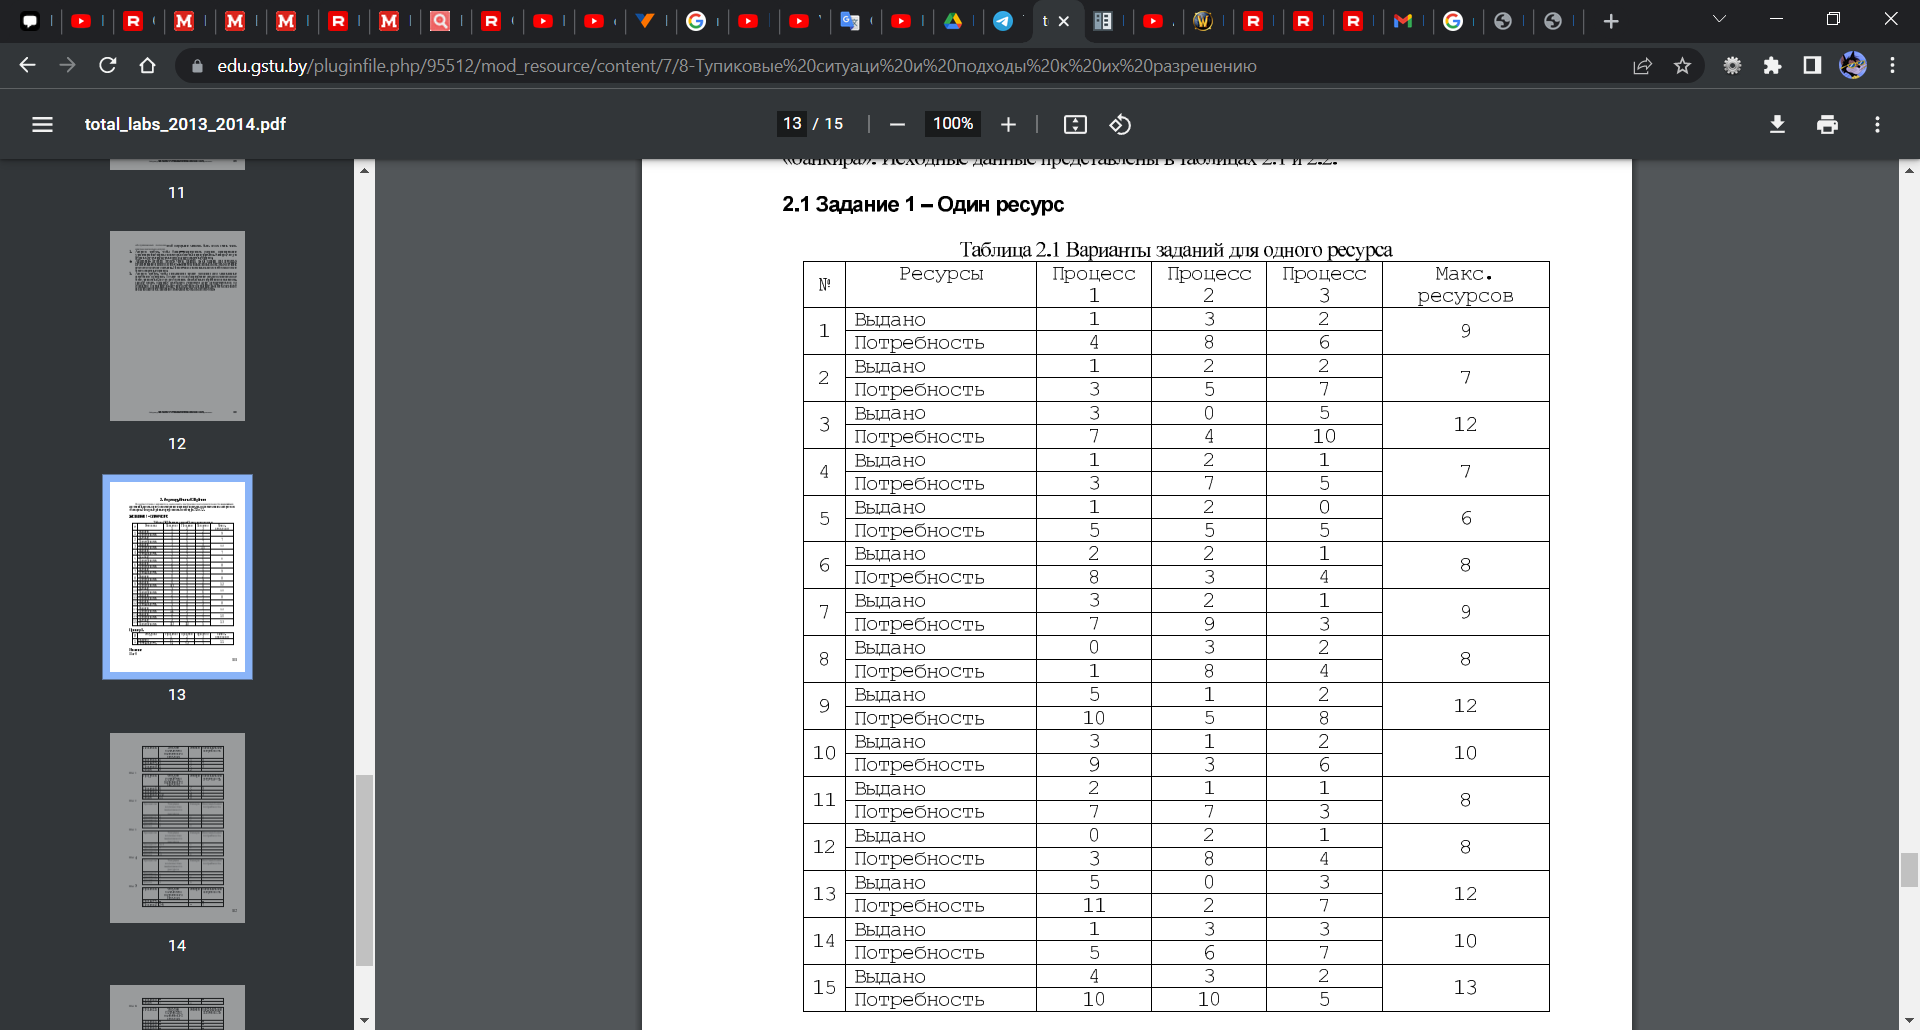 edu.gstu.by/pluginfile.php/95512/mod_resource/content/7/8-Тупиковые%20ситуаци%20и%20подходы%20к%20их%20разрешению
total_labs_2013_2014.pdf
13 / 15
100%
11
12
13
14
«банкира». Исходные данные представлены в таблицах 2.1 и 2.2.
2.1 Задание 1 – Один ресурс
Таблица 2.1 Варианты заданий для одного ресурса
№ Ресурсы Процесс 1 Процесс 2 Процесс 3 Макс. ресурсов
1 Выдано 1 3 2 9
Потребность 4 8 6
2 Выдано 1 2 2 7
Потребность 3 5 7
3 Выдано 3 0 5 12
Потребность 7 4 10
4 Выдано 1 2 1 7
Потребность 3 7 5
5 Выдано 1 2 0 6
Потребность 5 5 5
6 Выдано 2 2 1 8
Потребность 8 3 4
7 Выдано 3 2 1 9
Потребность 7 9 3
8 Выдано 0 3 2 8
Потребность 1 8 4
9 Выдано 5 1 2 12
Потребность 10 5 8
10 Выдано 3 1 2 10
Потребность 9 3 6
11 Выдано 2 1 1 8
Потребность 7 7 3
12 Выдано 0 2 1 8
Потребность 3 8 4
13 Выдано 5 0 3 12
Потребность 11 2 7
14 Выдано 1 3 3 10
Потребность 5 6 7
15 Выдано 4 3 2 13
Потребность 10 10 5